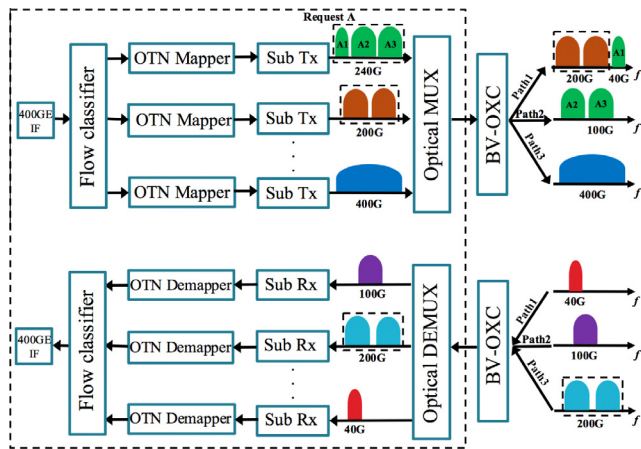 Request A
400GE
IF
Flow classifier
OTN Mapper
Sub Tx
A1 A2 A3
240G
OTN Mapper
Sub Tx
200G
OTN Mapper
Sub Tx
400G
Optical MUX
BV-OXC
Path1
Path2
Path3
A1
200G 40G f
A2 A3
100G f
400G f
400GE
IF
Flow classifier
OTN Demapper
Sub Rx
100G
OTN Demapper
Sub Rx
200G
OTN Demapper
Sub Rx
40G
Optical DEMUX
BV-OXC
Path1
Path2
Path3
40G f
100G f
200G f